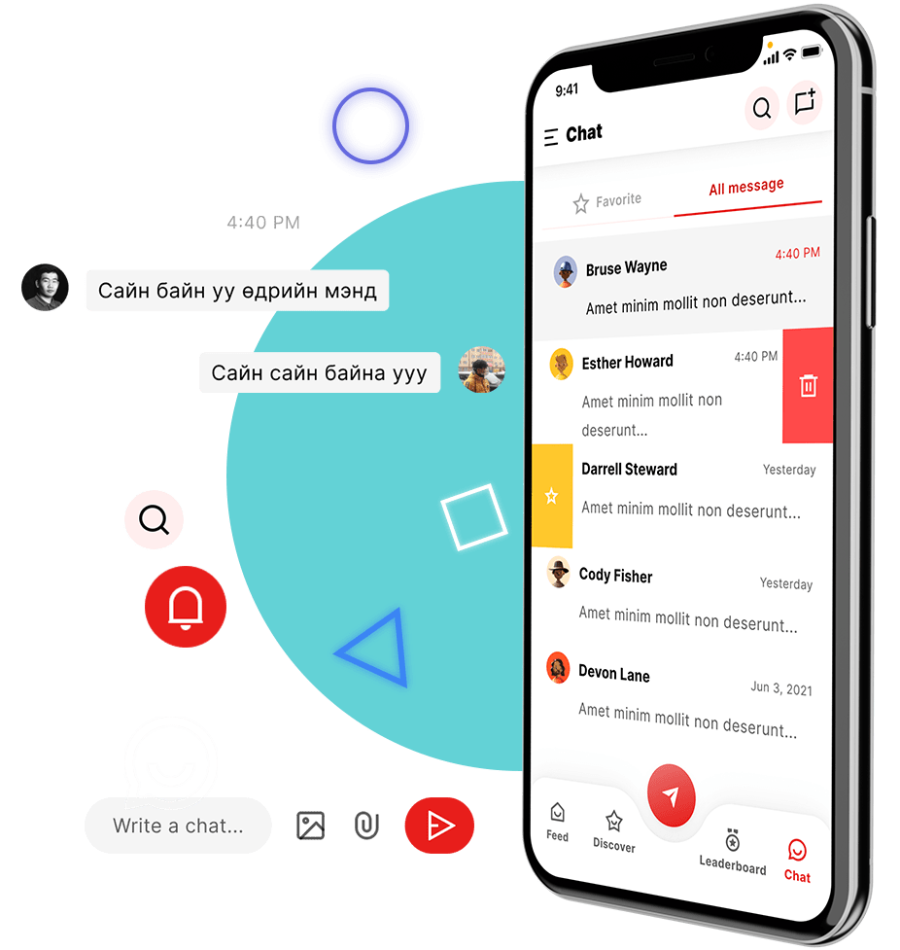 4:40 PM
Сайн байн уу өдрийн мэнд
Сайн сайн байна ууу
Write a chat...
9:41
Chat
Favorite
All message
Bruse Wayne
4:40 PM
Amet minim mollit non deserunt...
Esther Howard
4:40 PM
Amet minim mollit non
deserunt...
Darrell Steward
Yesterday
Amet minim mollit non deserunt...
Cody Fisher
Yesterday
Amet minim mollit non deserunt...
Devon Lane
Jun 3, 2021
Amet minim mollit non deserunt...
Feed
Discover
Leaderboard
Chat